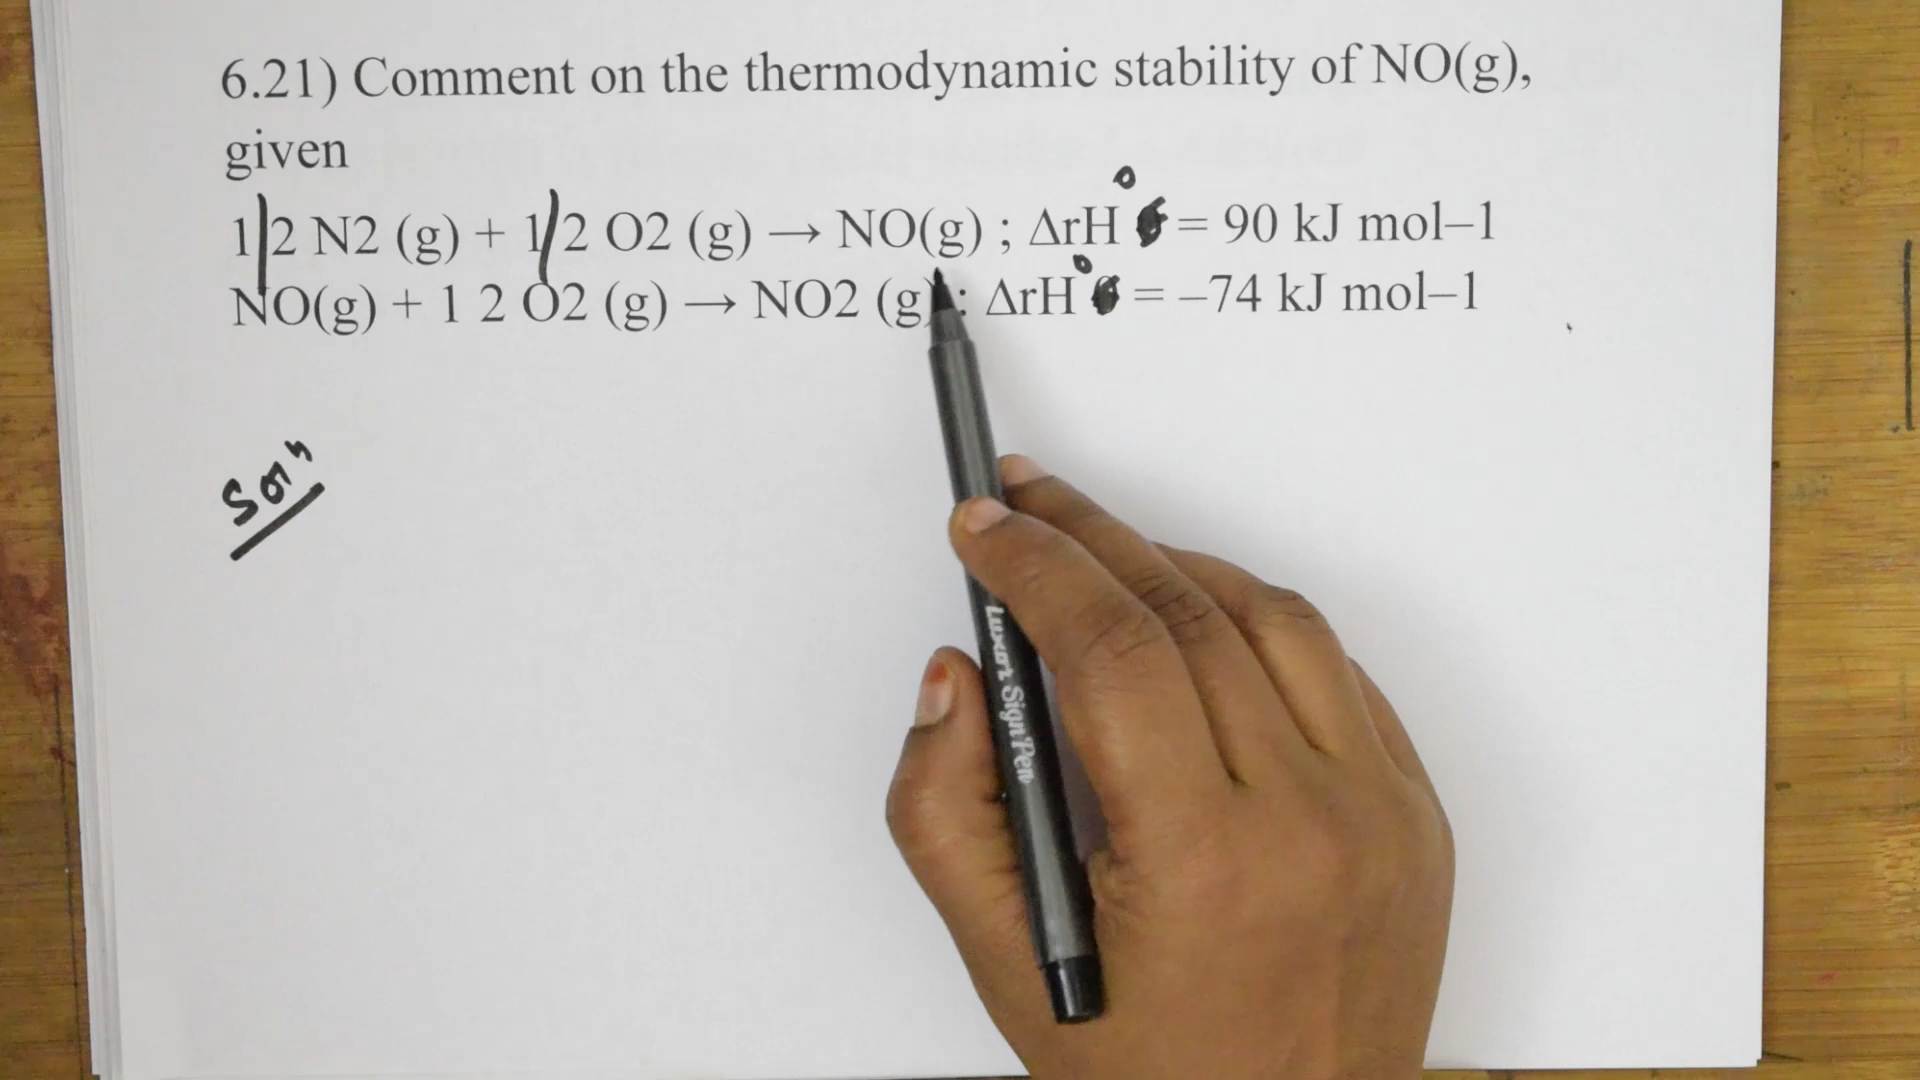 6.21) Comment on the thermodynamic stability of NO(g),
given
1/2 N2 (g) + 1/2 O2 (g) → NO(g) ; ΔrH° = 90 kJ mol–1
NO(g) + 1 2 O2 (g) → NO2 (g) : ΔrH° = –74 kJ mol–1
Luxor Sign Pen